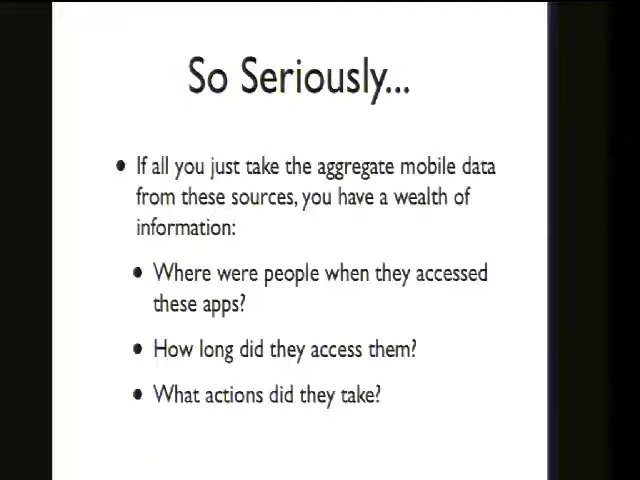 So Seriously...
• If all you just take the aggregate mobile data
from these sources, you have a wealth of
information:
• Where were people when they accessed
these apps?
• How long did they access them?
• What actions did they take?